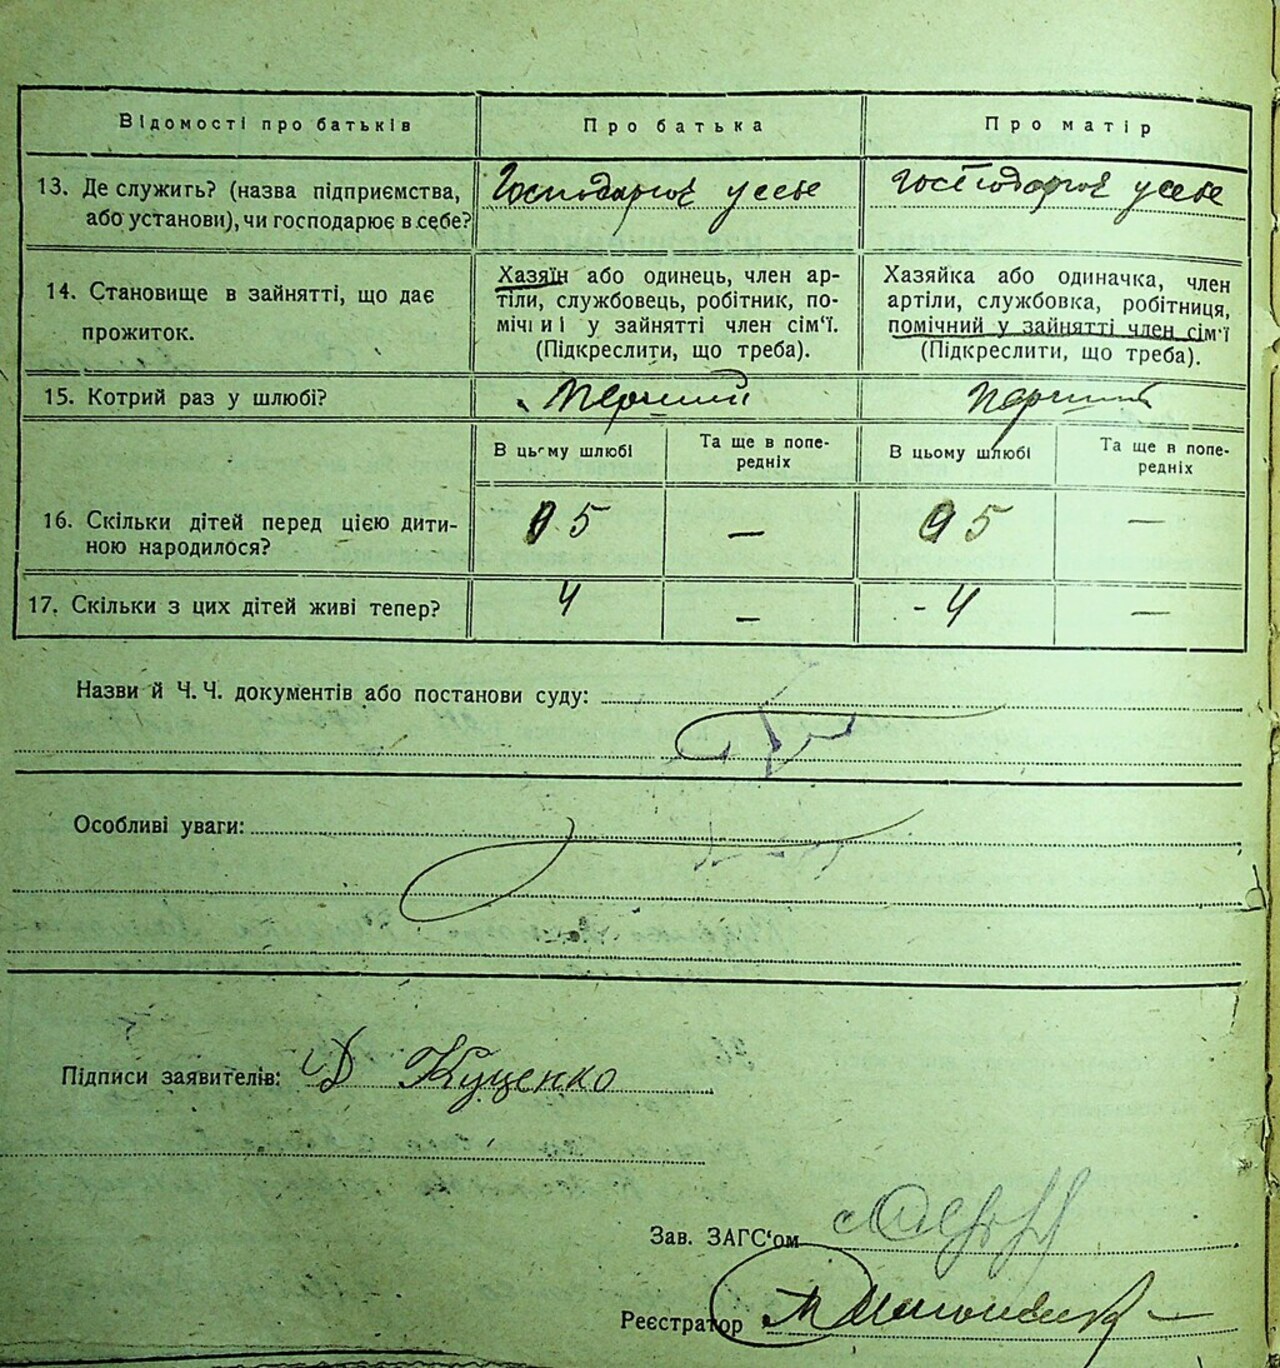 Відомості про батьків Про батька Про матір
13. Де служить? (назва підприємства, або установи), чи господарює в себе?
Господарює у себе
Господарює у себе
14. Становище в зайнятті, що дає прожиток.
Хазяїн або одинець, член ар-
тіли, службовець, робітник, по-
мічний у зайнятті член сім'ї.
(Підкреслити, що треба).
Хазяйка або одиначка, член
артіли, службовка, робітниця,
помічний у зайнятті член сім'ї
(Підкреслити, що треба).
15. Котрий раз у шлюбі? Перший Перший
В цьому шлюбі Та ще в попе-
редніх
В цьому шлюбі Та ще в попе-
редніх
16. Скільки дітей перед цією дити-
ною народилося?
5 — 5 —
17. Скільки з цих дітей живі тепер? 4 — - 4 —
Назви й Ч. Ч. документів або постанови суду:
Особливі уваги:
Підписи заявителів: Д Куценко
Зав. ЗАГС'ом
Реєстратор